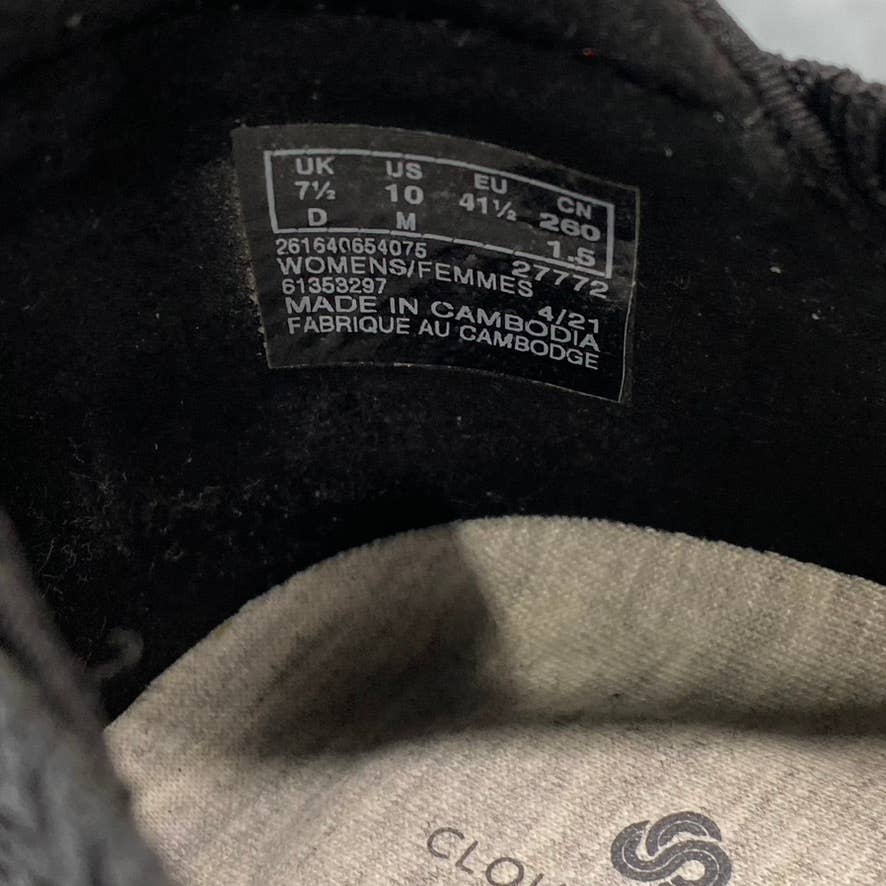 UK US EU CN
7½ 10 41½ 260
D M 1.5
261640654075 27772
WOMENS/FEMMES
61353297 4/21
MADE IN CAMBODIA
FABRIQUE AU CAMBODGE